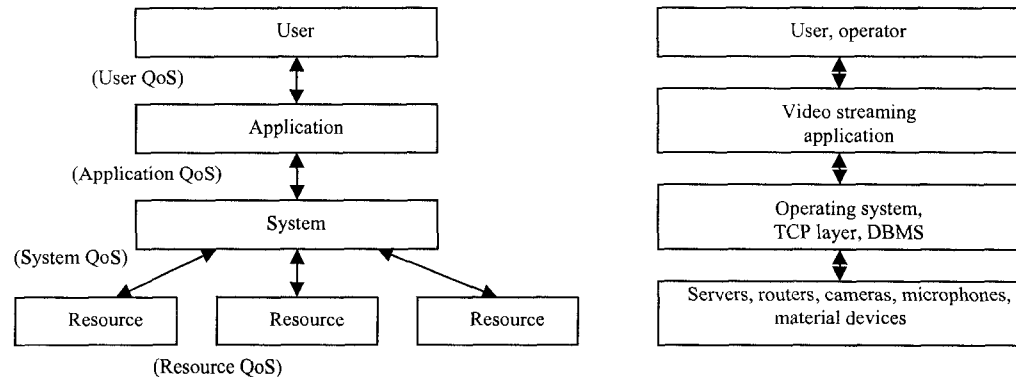 User
(User QoS)
Application
(Application QoS)
System
(System QoS)
Resource
Resource
Resource
(Resource QoS)
User, operator
Video streaming
application
Operating system,
TCP layer, DBMS
Servers, routers, cameras, microphones,
material devices